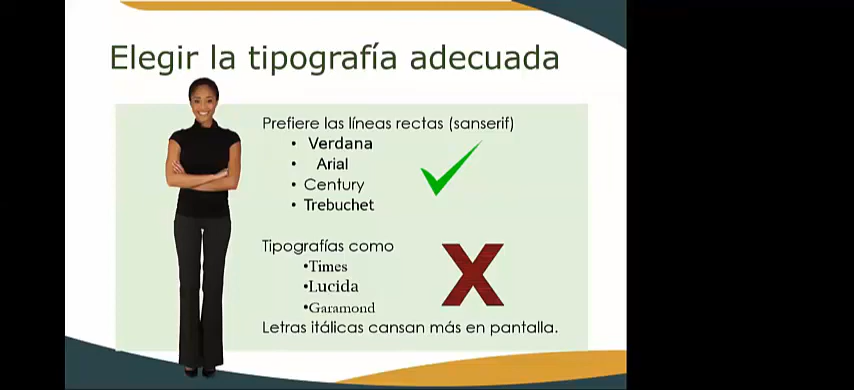 Elegir la tipografía adecuada
Prefiere las líneas rectas (sanserif)
• Verdana
• Arial
• Century
• Trebuchet
Tipografías como
•Times
•Lucida
•Garamond
Letras itálicas cansan más en pantalla.